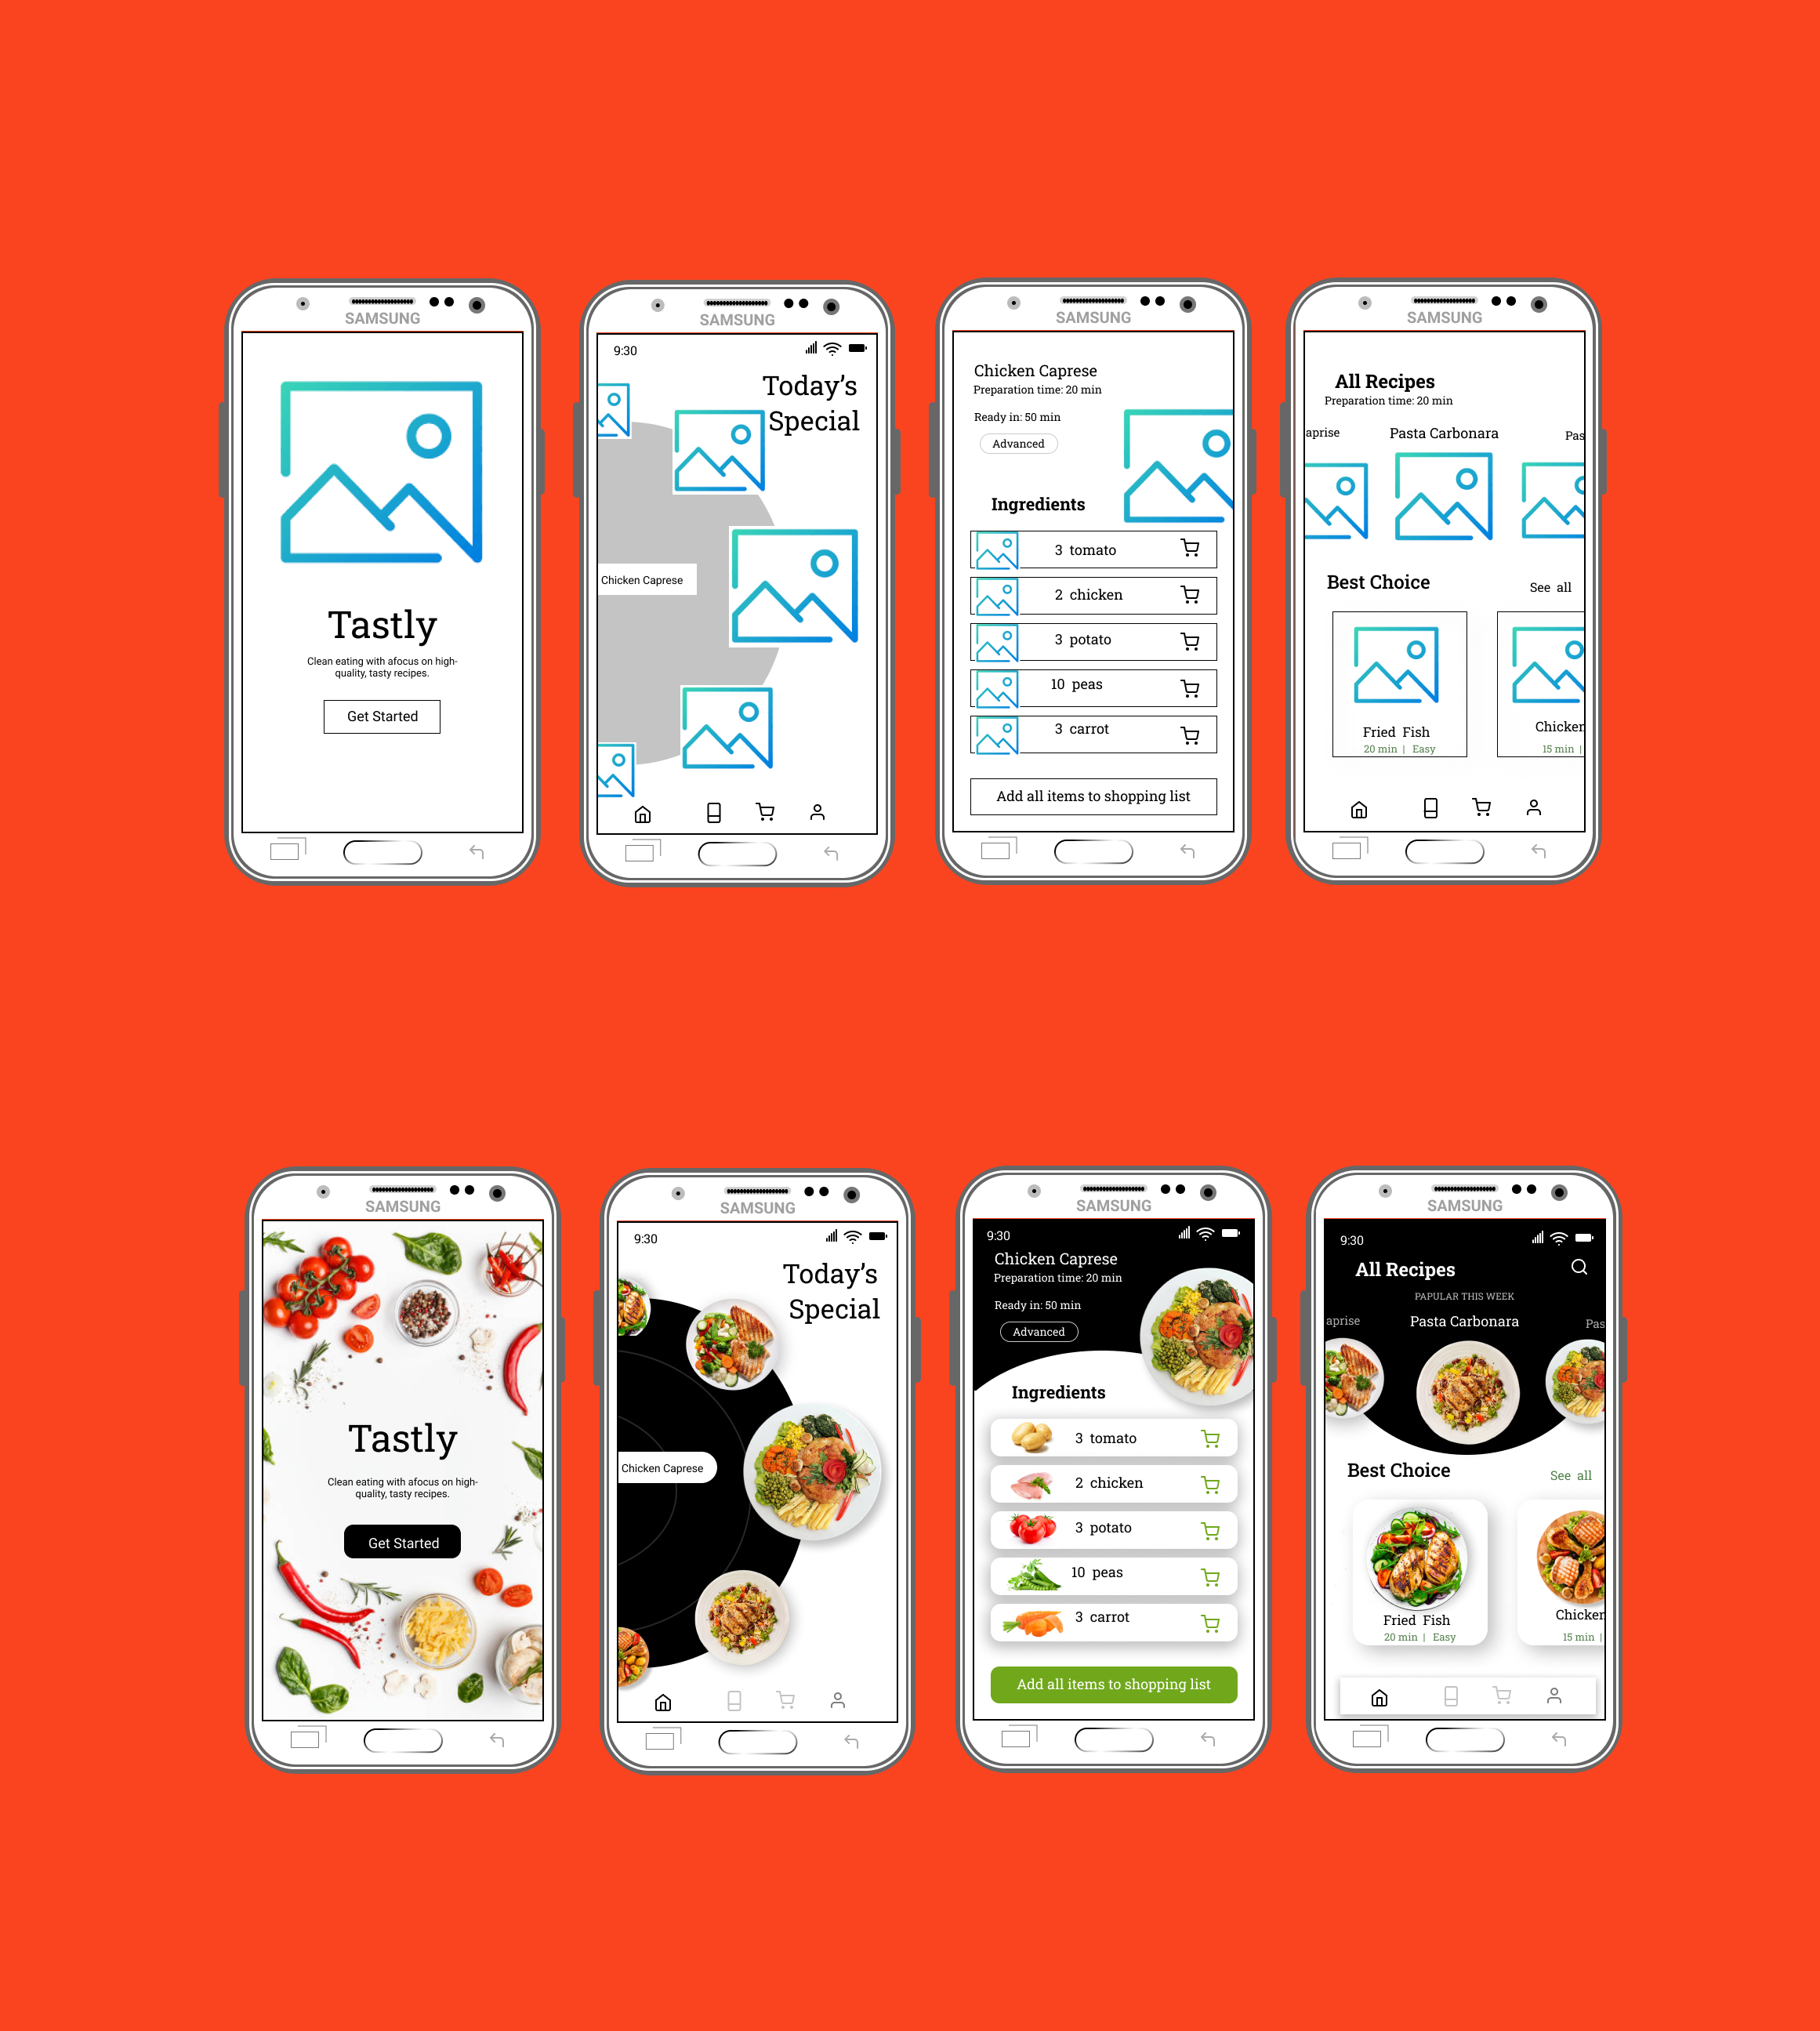 SAMSUNG
Tastly
Clean eating with afocus on high-
quality, tasty recipes.
Get Started
SAMSUNG
9:30
Today’s
Special
Chicken Caprese
SAMSUNG
Chicken Caprese
Preparation time: 20 min
Ready in: 50 min
Advanced
Ingredients
3 tomato
2 chicken
3 potato
10 peas
3 carrot
Add all items to shopping list
SAMSUNG
All Recipes
Preparation time: 20 min
aprise Pasta Carbonara Pas
Best Choice See all
Fried Fish
20 min | Easy
Chicken
15 min |
SAMSUNG
Tastly
Clean eating with afocus on high-
quality, tasty recipes.
Get Started
SAMSUNG
9:30
Today’s
Special
Chicken Caprese
SAMSUNG
9:30
Chicken Caprese
Preparation time: 20 min
Ready in: 50 min
Advanced
Ingredients
3 tomato
2 chicken
3 potato
10 peas
3 carrot
Add all items to shopping list
SAMSUNG
9:30
All Recipes
PAPULAR THIS WEEK
aprise Pasta Carbonara Pas
Best Choice See all
Fried Fish
20 min | Easy
Chicken
15 min |